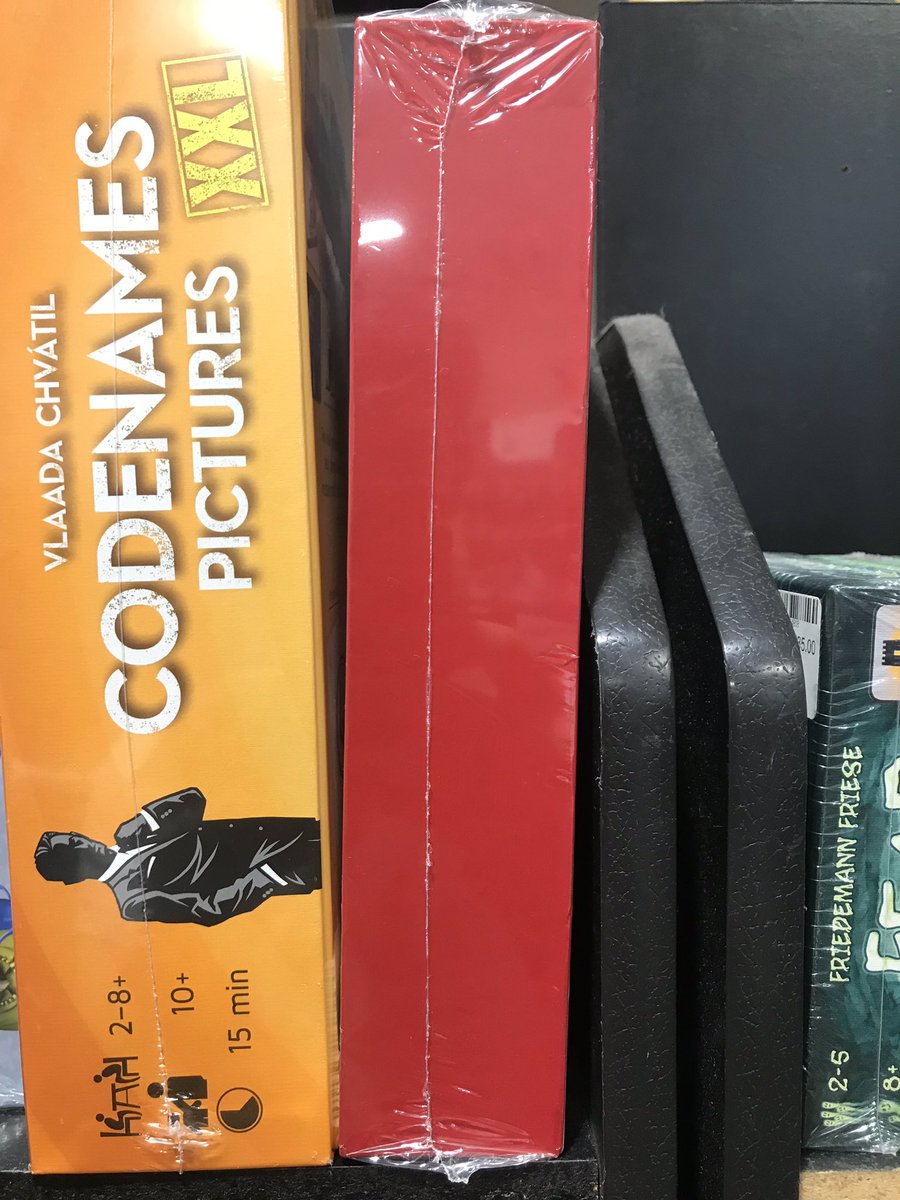 VLAADA CHVÁTIL
CODENAMES
PICTURES
XXL
2-8+
10+
15 min
FRIEDEMANN FRIESE
2-5
8+